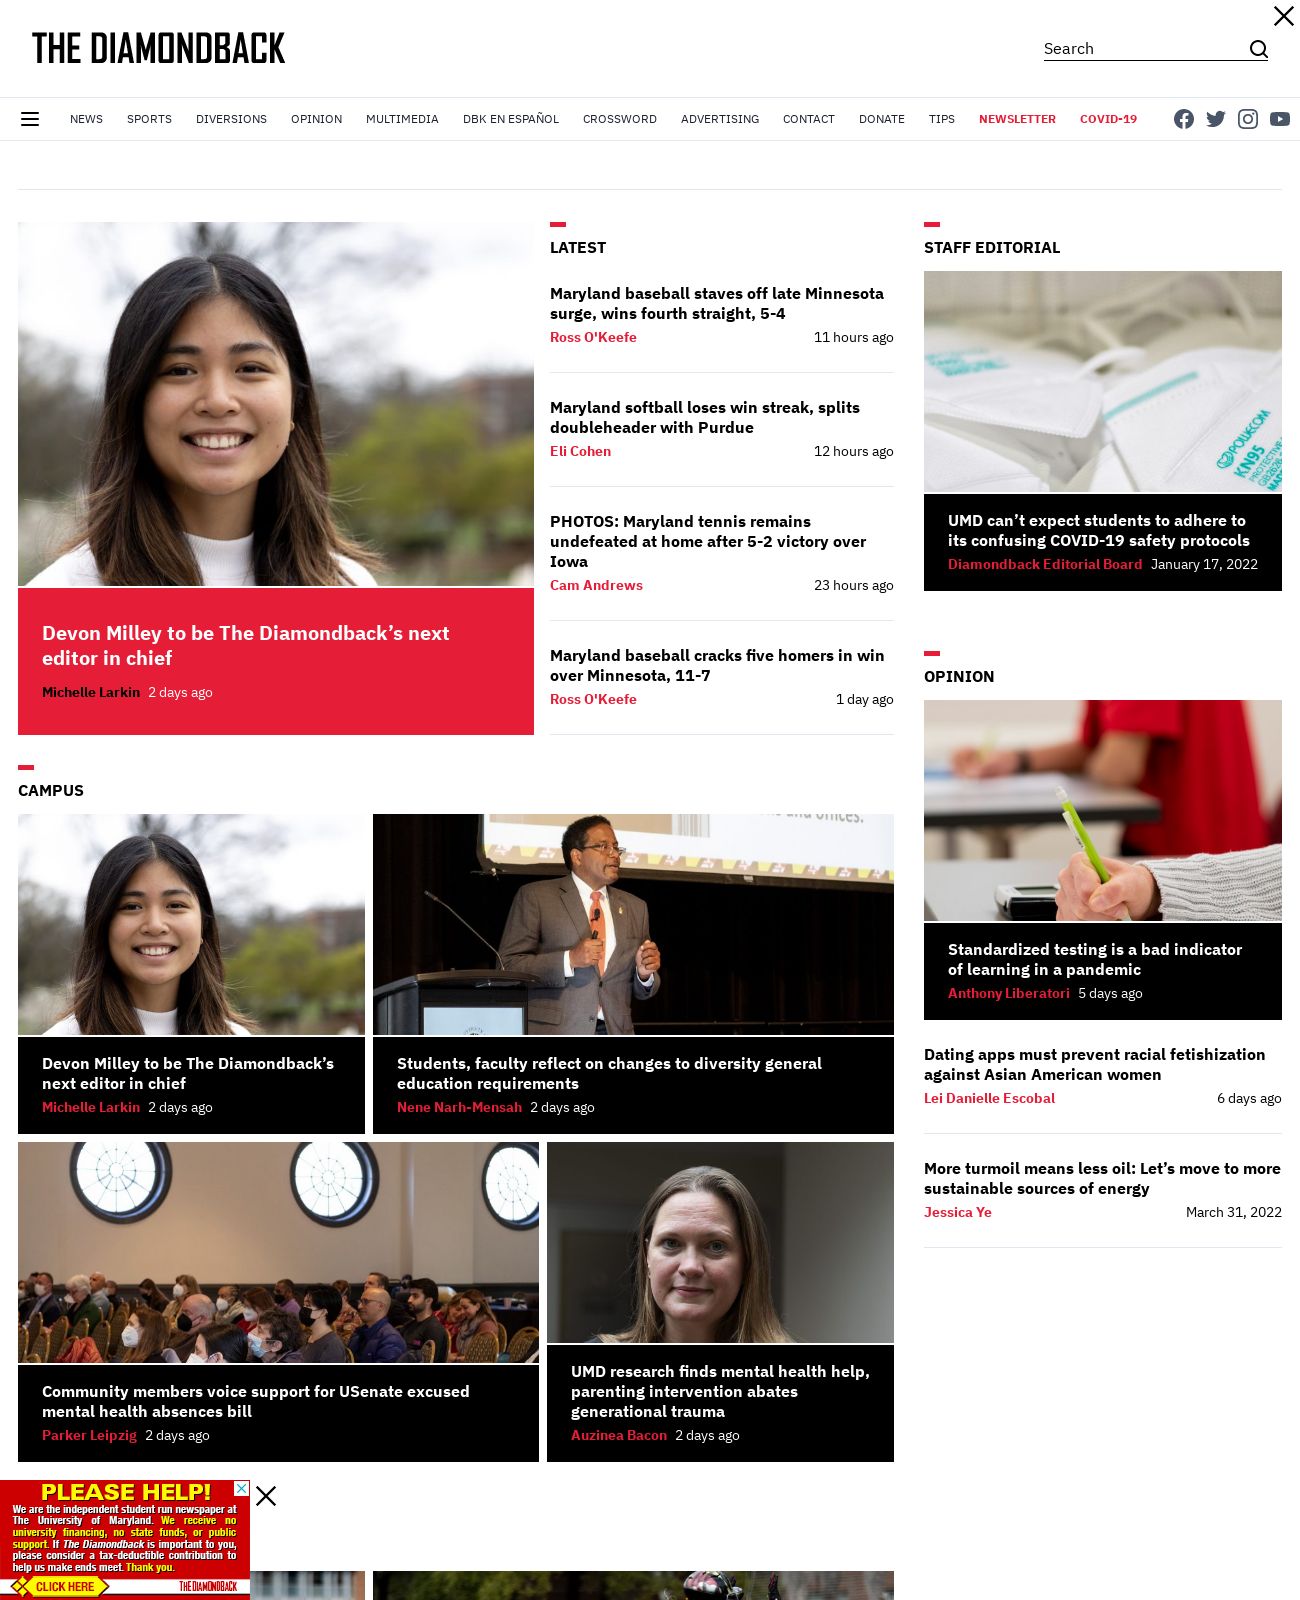 THE DIAMONDBACK
Search
NEWS SPORTS DIVERSIONS OPINION MULTIMEDIA DBK EN ESPAÑOL CROSSWORD ADVERTISING CONTACT DONATE TIPS NEWSLETTER COVID-19
Devon Milley to be The Diamondback’s next
editor in chief
Michelle Larkin 2 days ago
LATEST
Maryland baseball staves off late Minnesota
surge, wins fourth straight, 5-4
Ross O'Keefe 11 hours ago
Maryland softball loses win streak, splits
doubleheader with Purdue
Eli Cohen 12 hours ago
PHOTOS: Maryland tennis remains
undefeated at home after 5-2 victory over
Iowa
Cam Andrews 23 hours ago
Maryland baseball cracks five homers in win
over Minnesota, 11-7
Ross O'Keefe 1 day ago
STAFF EDITORIAL
POWECOM
KN95
UMD can’t expect students to adhere to
its confusing COVID-19 safety protocols
Diamondback Editorial Board January 17, 2022
OPINION
Standardized testing is a bad indicator
of learning in a pandemic
Anthony Liberatori 5 days ago
Dating apps must prevent racial fetishization
against Asian American women
Lei Danielle Escobal 6 days ago
More turmoil means less oil: Let’s move to more
sustainable sources of energy
Jessica Ye March 31, 2022
CAMPUS
Devon Milley to be The Diamondback’s
next editor in chief
Michelle Larkin 2 days ago
and offices.
Students, faculty reflect on changes to diversity general
education requirements
Nene Narh-Mensah 2 days ago
Community members voice support for USenate excused
mental health absences bill
Parker Leipzig 2 days ago
UMD research finds mental health help,
parenting intervention abates
generational trauma
Auzinea Bacon 2 days ago
PLEASE HELP!
We are the independent student run newspaper at
The University of Maryland. We receive no
university financing, no state funds, or public
support. If The Diamondback is important to you,
please consider a tax-deductible contribution to
help us make ends meet. Thank you.
CLICK HERE
THE DIAMONDBACK